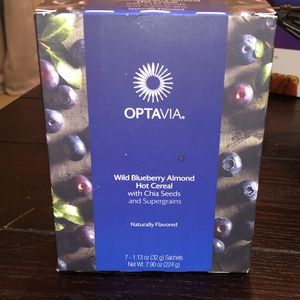 OPTAVIA®
Wild Blueberry Almond
Hot Cereal
with Chia Seeds
and Supergrains
Naturally Flavored
7 - 1.13 oz (32 g) Sachets
Net Wt. 7.90 oz (224 g)